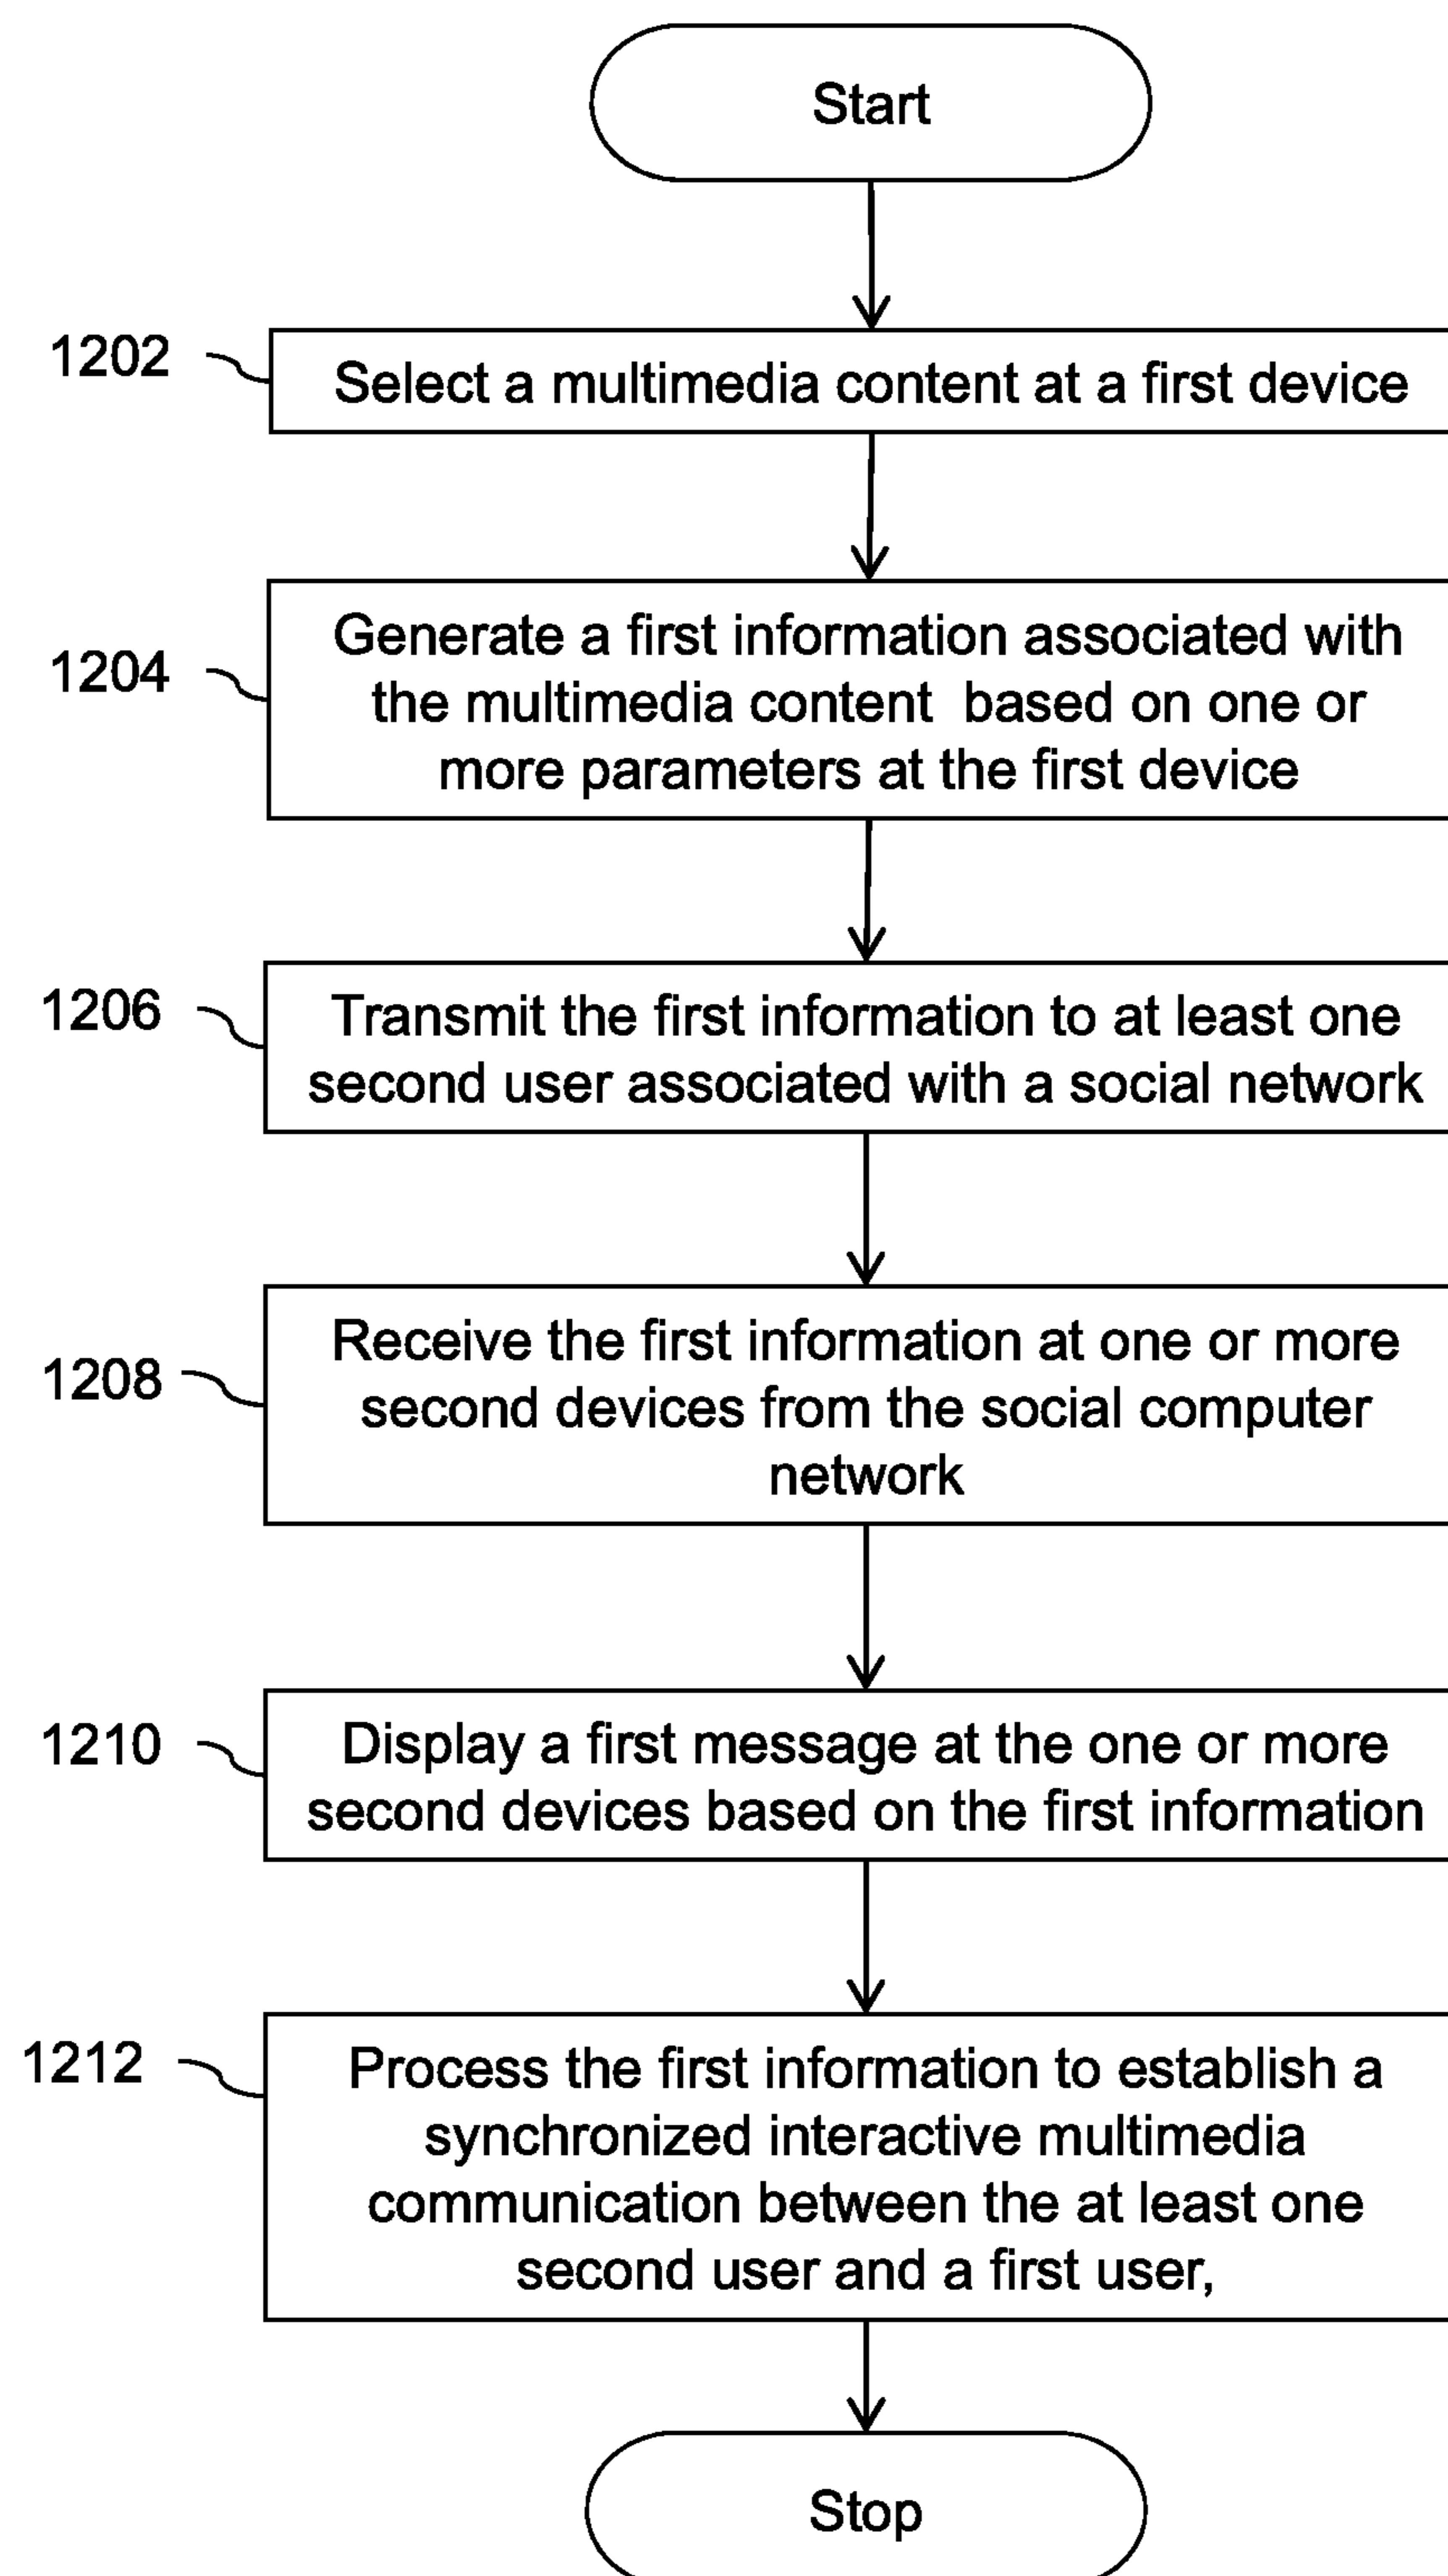 Start
1202
Select a multimedia content at a first device
1204
Generate a first information associated with
the multimedia content  based on one or
more parameters at the first device
1206
Transmit the first information to at least one
second user associated with a social network
1208
Receive the first information at one or more
second devices from the social computer
network
1210
Display a first message at the one or more
second devices based on the first information
1212
Process the first information to establish a
synchronized interactive multimedia
communication between the at least one
second user and a first user,
Stop